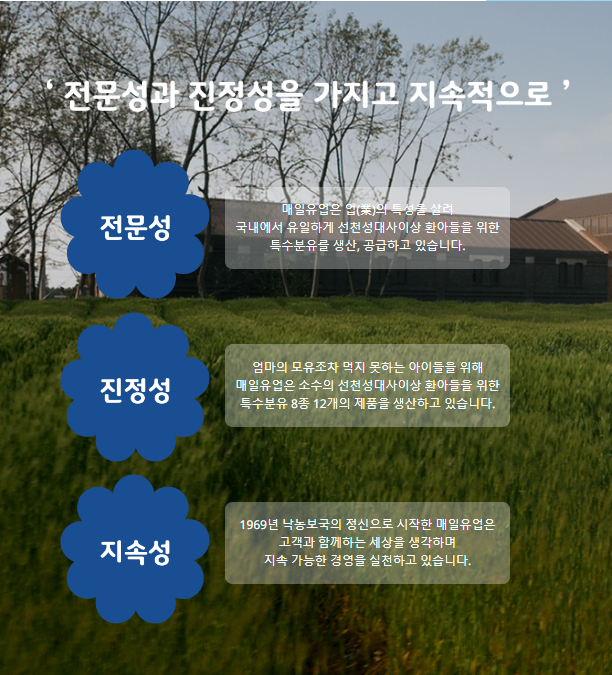 ‘ 전문성과 진정성을 가지고 지속적으로 ’
전문성
매일유업은 업(業)의 특성을 살려
국내에서 유일하게 선천성대사이상 환아들을 위한
특수분유를 생산, 공급하고 있습니다.
진정성
엄마의 모유조차 먹지 못하는 아이들을 위해
매일유업은 소수의 선천성대사이상 환아들을 위한
특수분유 8종 12개의 제품을 생산하고 있습니다.
지속성
1969년 낙농보국의 정신으로 시작한 매일유업은
고객과 함께하는 세상을 생각하며
지속 가능한 경영을 실천하고 있습니다.